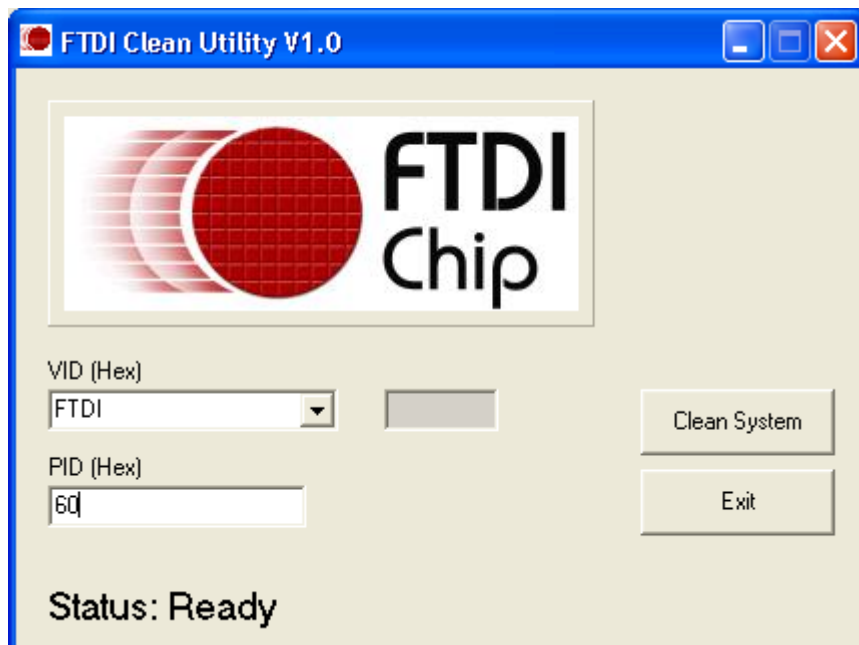 FTDI Clean Utility V1.0
FTDI
Chip
VID (Hex)
FTDI
Clean System
PID (Hex)
60
Exit
Status: Ready